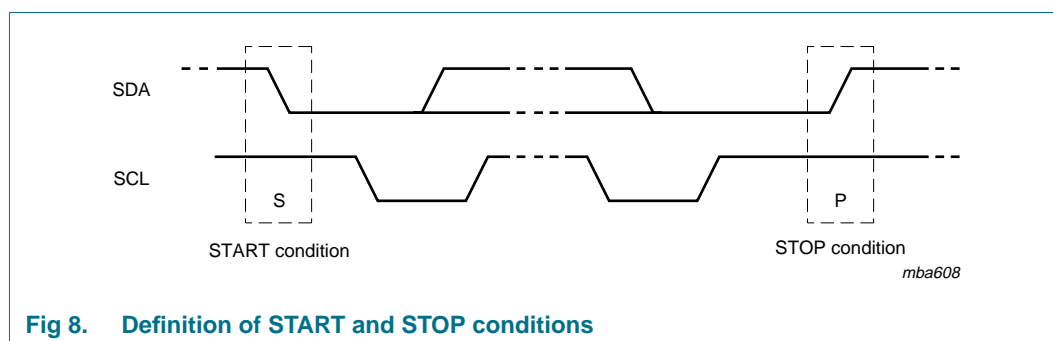 SDA
SCL
S
P
START condition
STOP condition
mba608
Fig 8. Definition of START and STOP conditions